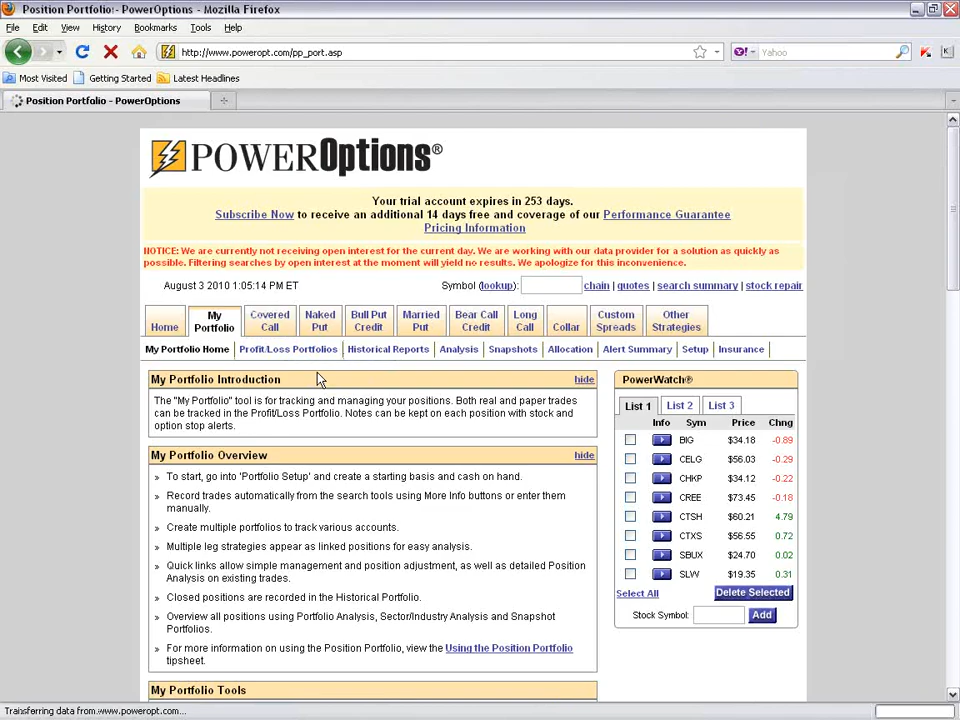 Position Portfolio: - PowerOptions - Mozilla Firefox
File Edit View History Bookmarks Tools Help
http://www.poweropt.com/pp_port.asp
Yahoo
Most Visited Getting Started Latest Headlines
Position Portfolio - PowerOptions
POWEROptions®
Your trial account expires in 253 days.
Subscribe Now to receive an additional 14 days free and coverage of our Performance Guarantee
Pricing Information
NOTICE: We are currently not receiving open interest for the current day. We are working with our data provider for a solution as quickly as
possible. Filtering searches by open interest at the moment will yield no results. We apologize for this inconvenience.
August 3 2010 1:05:14 PM ET Symbol (lookup): chain | quotes | search summary | stock repair
Home My Portfolio Covered Call Naked Put Bull Put Credit Married Put Bear Call Credit Long Call Collar Custom Spreads Other Strategies
My Portfolio Home | Profit/Loss Portfolios | Historical Reports | Analysis | Snapshots | Allocation | Alert Summary | Setup | Insurance |
My Portfolio Introduction hide
The "My Portfolio" tool is for tracking and managing your positions. Both real and paper trades
can be tracked in the Profit/Loss Portfolio. Notes can be kept on each position with stock and
option stop alerts.
My Portfolio Overview hide
» To start, go into 'Portfolio Setup' and create a starting basis and cash on hand.
» Record trades automatically from the search tools using More Info buttons or enter them
manually.
» Create multiple portfolios to track various accounts.
» Multiple leg strategies appear as linked positions for easy analysis.
» Quick links allow simple management and position adjustment, as well as detailed Position
Analysis on existing trades.
» Closed positions are recorded in the Historical Portfolio.
» Overview all positions using Portfolio Analysis, Sector/Industry Analysis and Snapshot
Portfolios.
» For more information on using the Position Portfolio, view the Using the Position Portfolio
tipsheet.
My Portfolio Tools
PowerWatch®
List 1 List 2 List 3
Info Sym Price Chng
BIG $34.18 -0.89
CELG $56.03 -0.29
CHKP $34.12 -0.22
CREE $73.45 -0.18
CTSH $60.21 4.79
CTXS $56.55 0.72
SBUX $24.70 0.02
SLW $19.35 0.31
Select All Delete Selected
Stock Symbol: Add
Transferring data from www.poweropt.com...